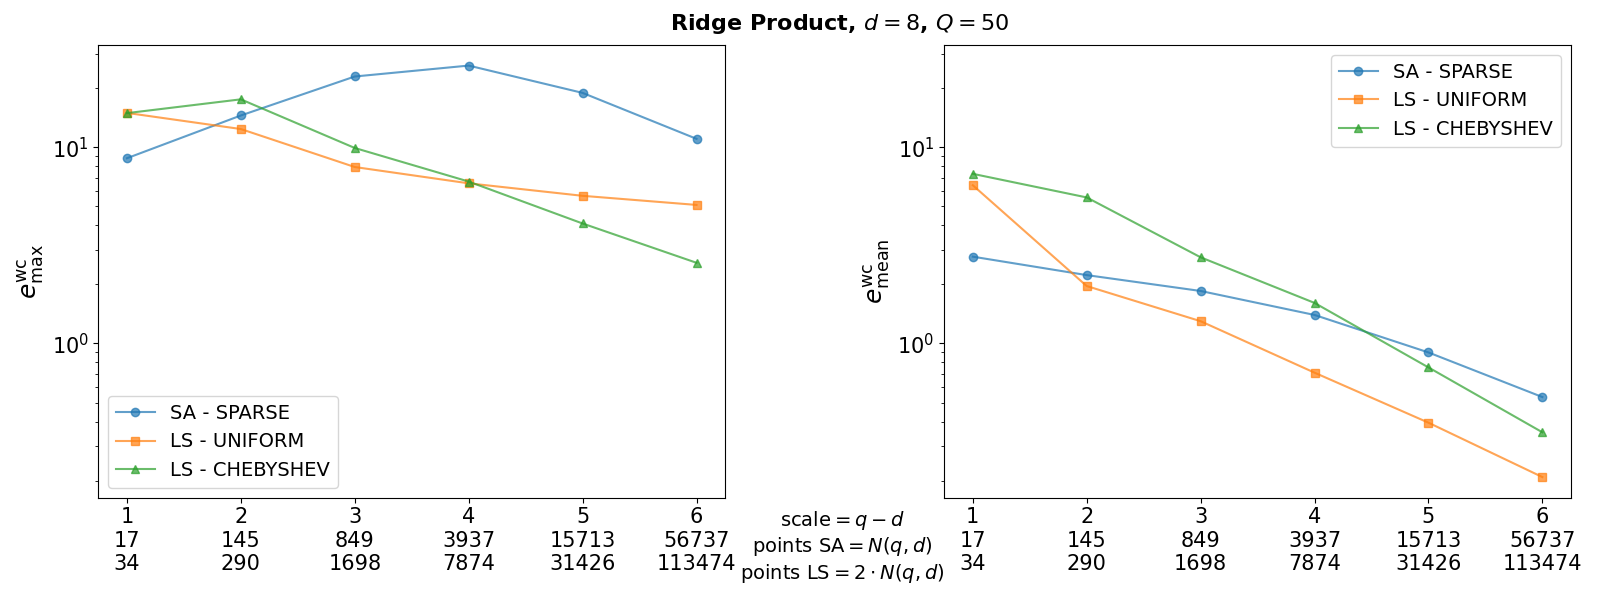 Ridge Product, d = 8, Q = 50
e^wc_max
10^1
10^0
SA - SPARSE
LS - UNIFORM
LS - CHEBYSHEV
1 2 3 4 5 6
17 145 849 3937 15713 56737
34 290 1698 7874 31426 113474
scale = q − d
points SA = N(q, d)
points LS = 2 · N(q, d)
e^wc_mean
10^1
10^0
SA - SPARSE
LS - UNIFORM
LS - CHEBYSHEV
1 2 3 4 5 6
17 145 849 3937 15713 56737
34 290 1698 7874 31426 113474